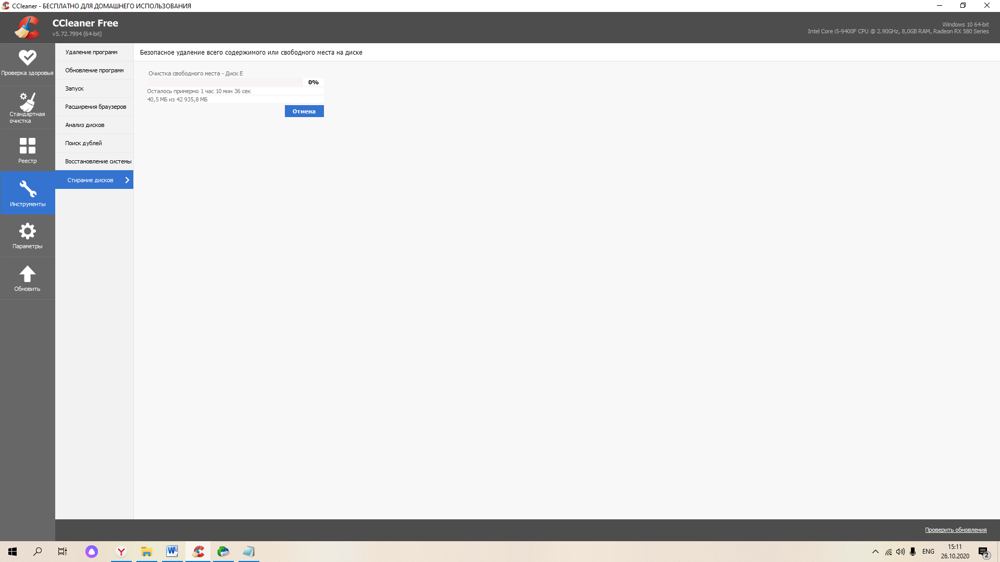 CCleaner - БЕСПЛАТНО ДЛЯ ДОМАШНЕГО ИСПОЛЬЗОВАНИЯ
CCleaner Free
v5.72.7994 (64-bit)
Windows 10 64-bit
Intel Core i5-9400F CPU @ 2.90GHz, 8,0GB RAM, Radeon RX 580 Series
Проверка здоровья
Стандартная
очистка
Реестр
Инструменты
Параметры
Обновить
Удаление программ
Обновление программ
Запуск
Расширения браузеров
Анализ дисков
Поиск дублей
Восстановление системы
Стирание дисков
Безопасное удаление всего содержимого или свободного места на диске
Очистка свободного места - Диск E
0%
Осталось примерно 1 час 10 мин 36 сек
40,5 МБ из 42 935,8 МБ
Отмена
Проверить обновления
ENG
15:11
26.10.2020
2